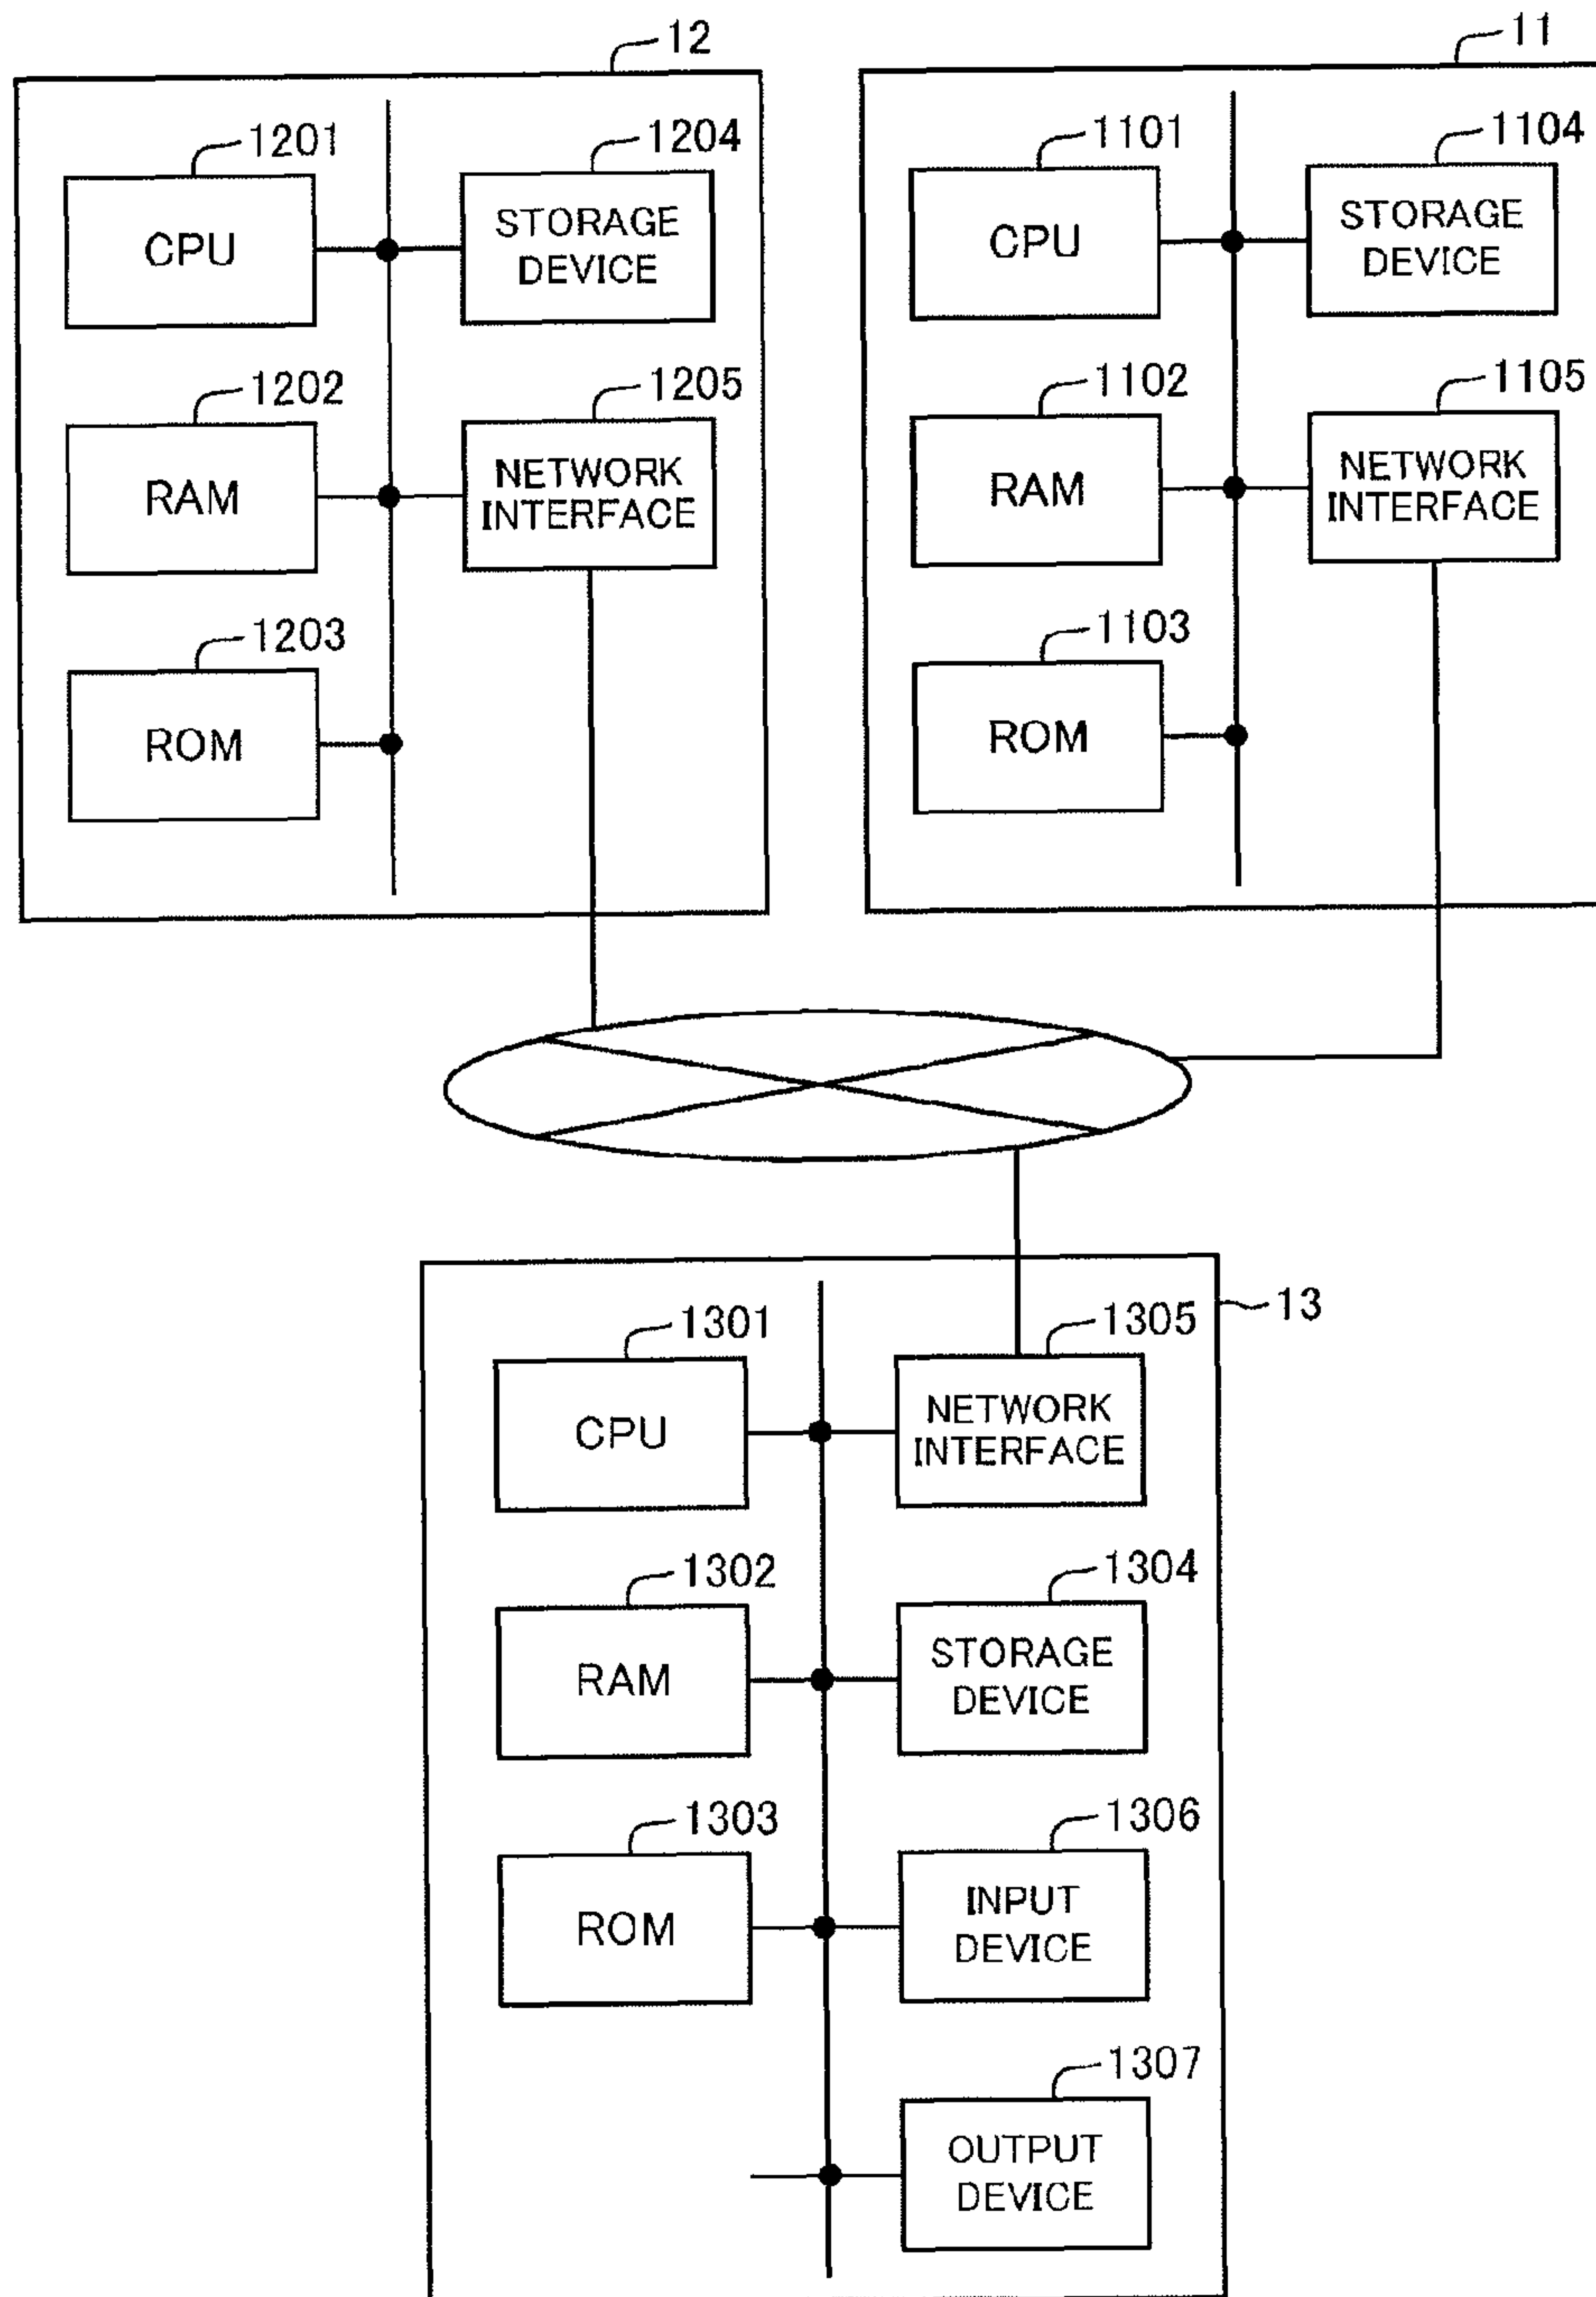 12
1201
CPU
1204
STORAGE
DEVICE
1202
RAM
1205
NETWORK
INTERFACE
1203
ROM
11
1101
CPU
1104
STORAGE
DEVICE
1102
RAM
1105
NETWORK
INTERFACE
1103
ROM
13
1301
CPU
1305
NETWORK
INTERFACE
1302
RAM
1304
STORAGE
DEVICE
1303
ROM
1306
INPUT
DEVICE
1307
OUTPUT
DEVICE